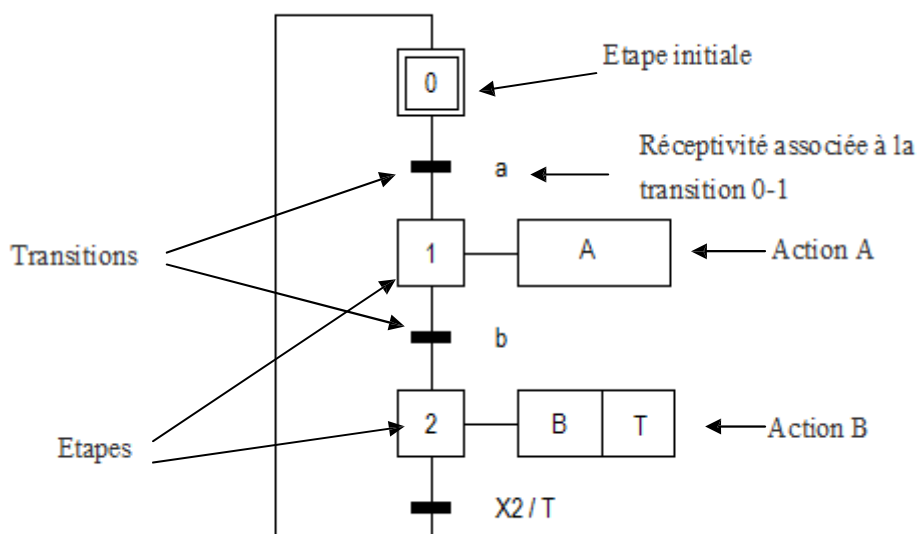 Etape initiale
0
a
Réceptivité associée à la
transition 0-1
Transitions
1
A
Action A
b
Etapes
2
B
T
Action B
X2 / T